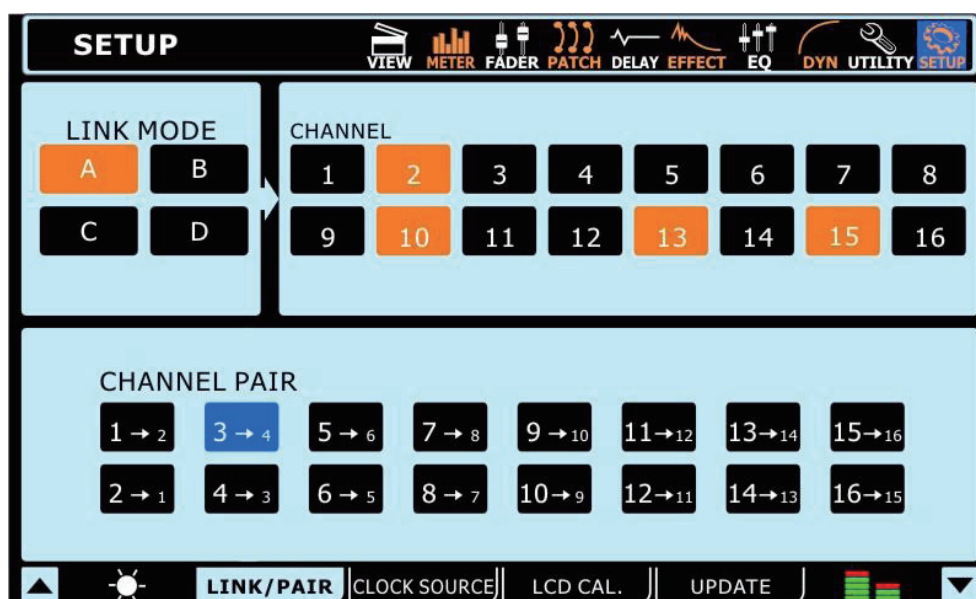 SETUP
VIEW METER FADER PATCH DELAY EFFECT EQ DYN UTILITY SETUP
LINK MODE
A B
C D
CHANNEL
1 2 3 4 5 6 7 8
9 10 11 12 13 14 15 16
CHANNEL PAIR
1→2 3→4 5→6 7→8 9→10 11→12 13→14 15→16
2→1 4→3 6→5 8→7 10→9 12→11 14→13 16→15
LINK/PAIR CLOCK SOURCE LCD CAL. UPDATE